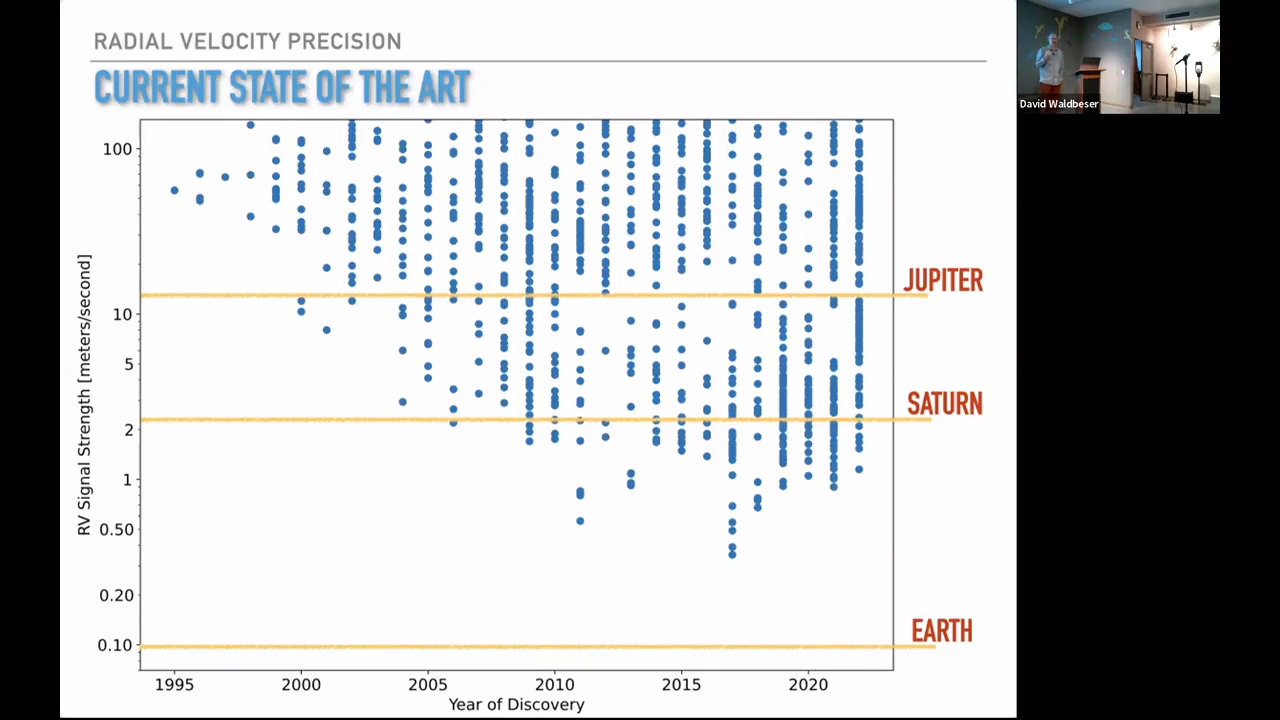 RADIAL VELOCITY PRECISION
CURRENT STATE OF THE ART
David Waldbeser
100
10
5
2
1
0.50
0.20
0.10
RV Signal Strength [meters/second]
JUPITER
SATURN
EARTH
1995 2000 2005 2010 2015 2020
Year of Discovery